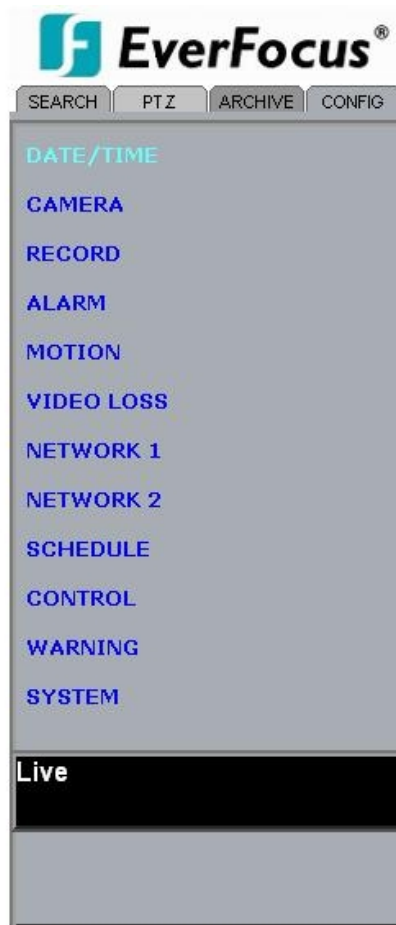 EverFocus®
SEARCH PTZ ARCHIVE CONFIG
DATE/TIME
CAMERA
RECORD
ALARM
MOTION
VIDEO LOSS
NETWORK 1
NETWORK 2
SCHEDULE
CONTROL
WARNING
SYSTEM
Live